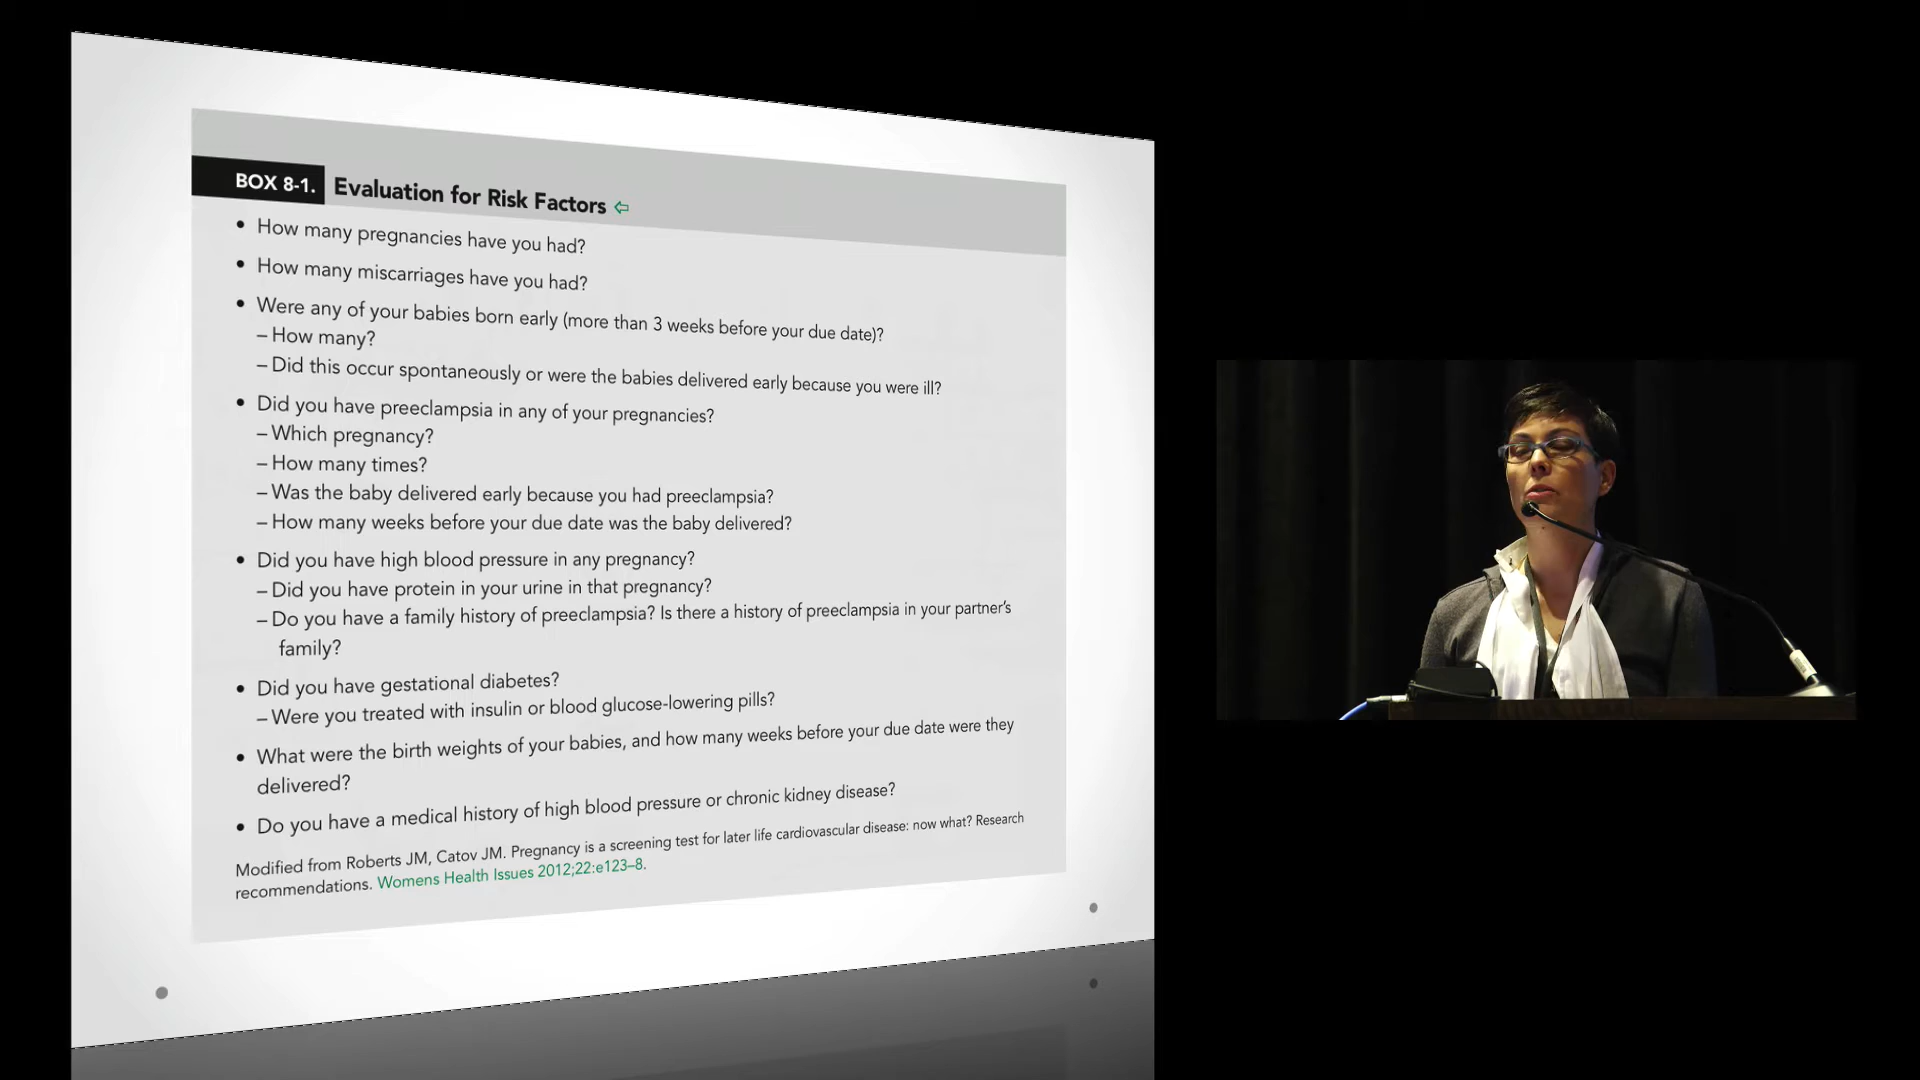 BOX 8-1. Evaluation for Risk Factors ⇦
• How many pregnancies have you had?
• How many miscarriages have you had?
• Were any of your babies born early (more than 3 weeks before your due date)?
– How many?
– Did this occur spontaneously or were the babies delivered early because you were ill?
• Did you have preeclampsia in any of your pregnancies?
– Which pregnancy?
– How many times?
– Was the baby delivered early because you had preeclampsia?
– How many weeks before your due date was the baby delivered?
• Did you have high blood pressure in any pregnancy?
– Did you have protein in your urine in that pregnancy?
– Do you have a family history of preeclampsia? Is there a history of preeclampsia in your partner’s
family?
• Did you have gestational diabetes?
– Were you treated with insulin or blood glucose-lowering pills?
• What were the birth weights of your babies, and how many weeks before your due date were they
delivered?
• Do you have a medical history of high blood pressure or chronic kidney disease?
Modified from Roberts JM, Catov JM. Pregnancy is a screening test for later life cardiovascular disease: now what? Research
recommendations. Womens Health Issues 2012;22:e123–8.